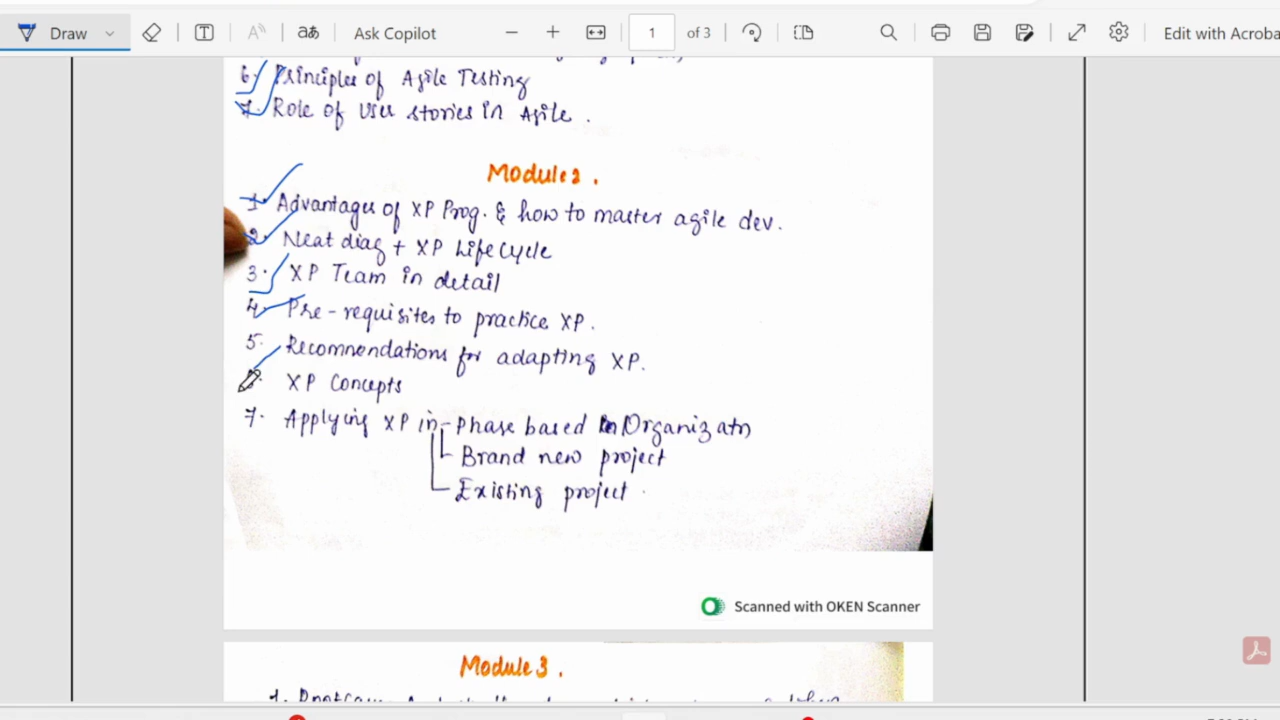 Draw
aあ
Ask Copilot
1 of 3
Edit with Acroba
6. Principles of Agile Testing
7. Role of User stories in Agile.
Module 2.
1. Advantages of XP Prog. & how to master agile dev.
2. Neat diag + XP Life Cycle
3. XP Team in detail
4. Pre-requisites to practice XP.
5. Recomnendations for adapting XP.
XP Concepts
7. Applying XP in - Phase based Organizatn
Brand new project
Existing project
Scanned with OKEN Scanner
Module 3.